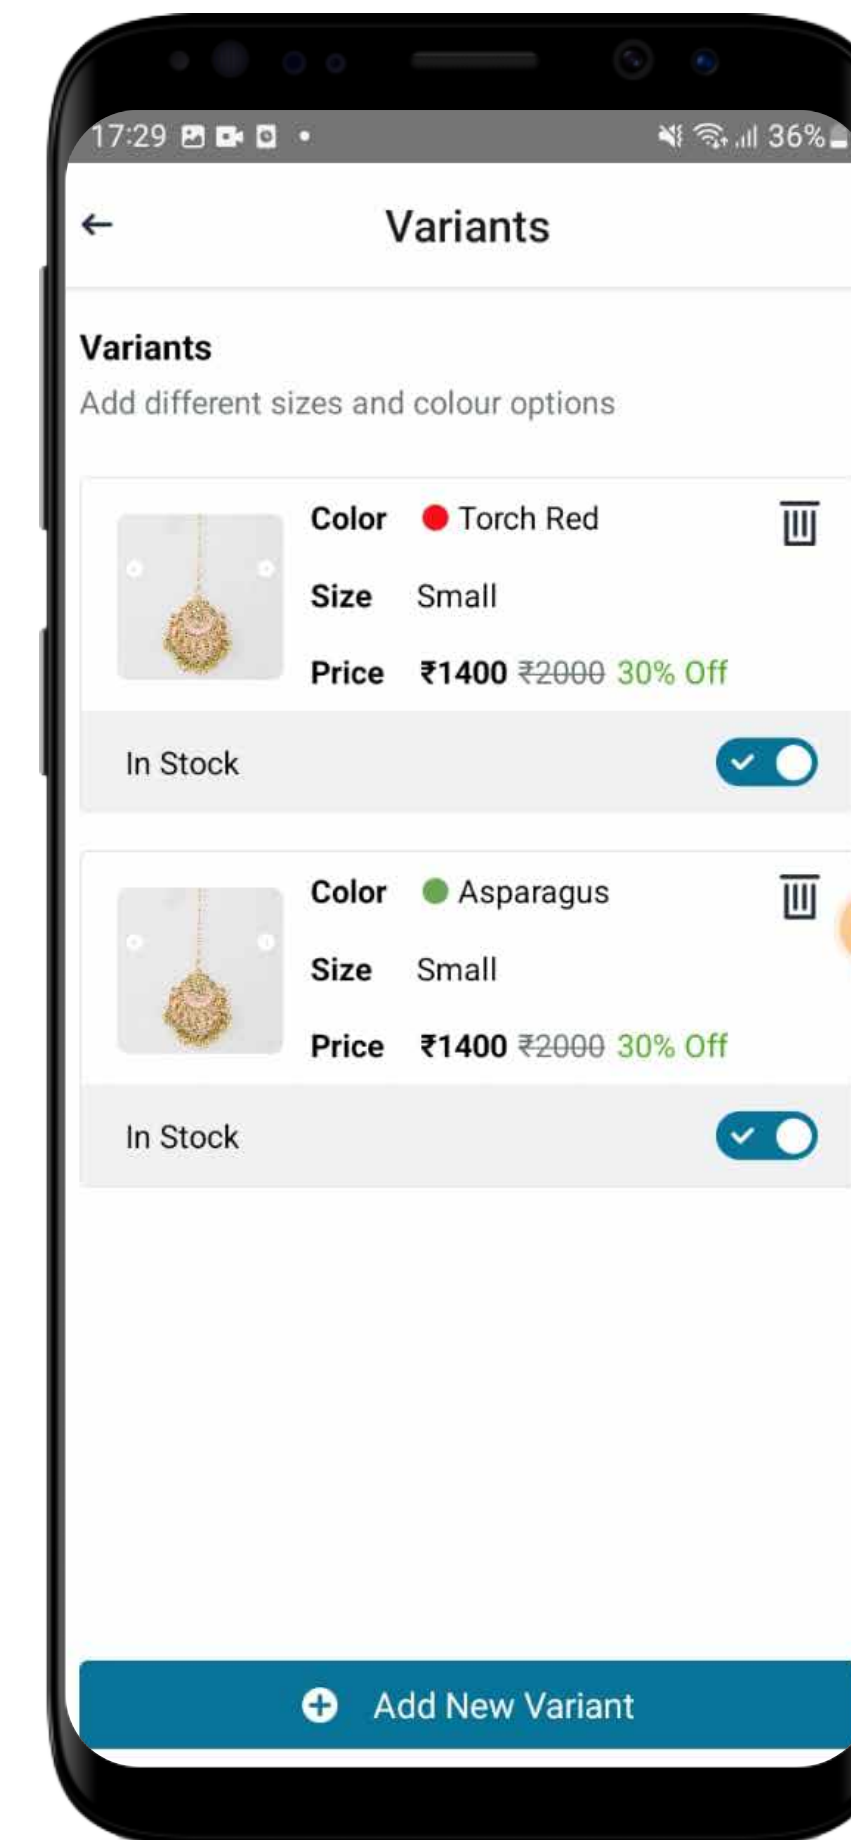 17:29 36%
Variants
Variants
Add different sizes and colour options
Color Torch Red
Size Small
Price ₹1400 ₹2000 30% Off
In Stock
Color Asparagus
Size Small
Price ₹1400 ₹2000 30% Off
In Stock
Add New Variant